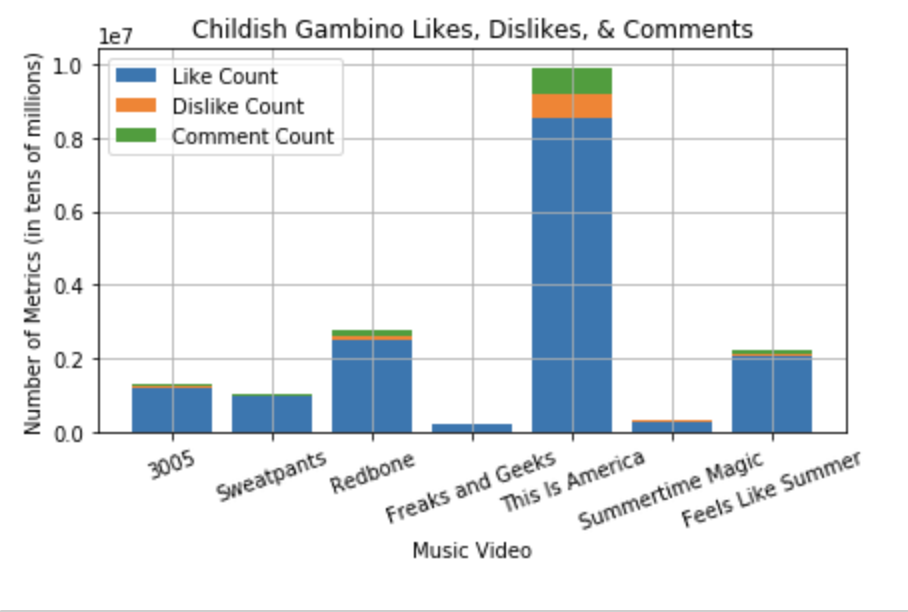 Childish Gambino Likes, Dislikes, & Comments
1e7
Number of Metrics (in tens of millions)
1.0
0.8
0.6
0.4
0.2
0.0
Like Count
Dislike Count
Comment Count
3005
Sweatpants
Redbone
Freaks and Geeks
This Is America
Summertime Magic
Feels Like Summer
Music Video